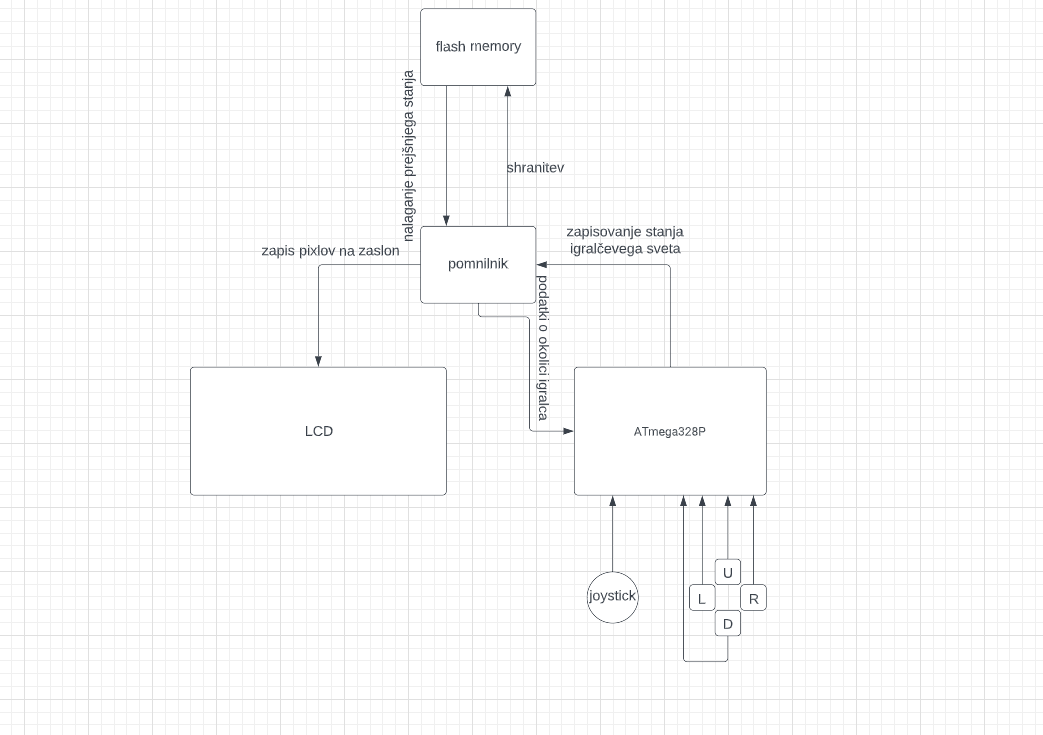 flash memory
nalaganje prejšnjega stanja
shranitev
zapisovanje stanja
igralčevega sveta
zapis pixlov na zaslon
pomnilnik
podatki o okolici igralca
LCD
ATmega328P
joystick
U
L
R
D